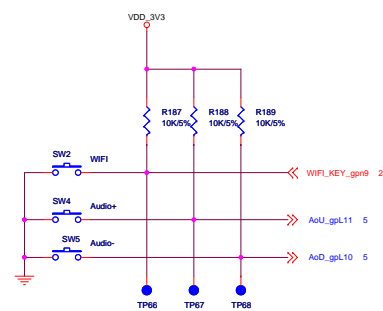 VDD_3V3
R187 R188 R189
10K/5% 10K/5% 10K/5%
SW2 WIFI WIFI_KEY_gpn9 2
SW4 Audio+ AoU_gpL11 5
SW5 Audio- AoD_gpL10 5
TP66 TP67 TP68